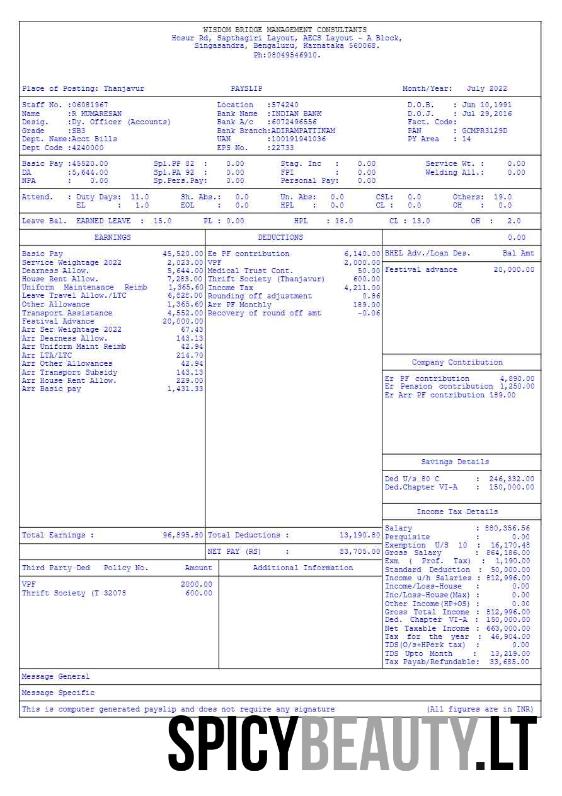 WISDOM BRIDGE MANAGEMENT CONSULTANTS
Hosur Rd, Sapthagiri Layout, AECS Layout - A Block,
Singasandra, Bengaluru, Karnataka 560068.
Ph:08049546910.
Place of Posting: Thanjavur PAYSLIP Month/Year: July 2022
Staff No. :06081967 Location :574240 D.O.B. : Jun 10,1991
Name :R KUMARESAN Bank Name :INDIAN BANK D.O.J. : Jul 29,2016
Desig. :Dy. Officer (Accounts) Bank A/c :6072496556 Fact. Code:
Grade :SB3 Bank Branch:ADIRAMPATTINAM PAN : GCMPR3129D
Dept. Name:Acct Bills UAN :100191941036 PY Area : 14
Dept Code :4240000 EPS No. :22733
Basic Pay :45520.00 Spl.PP 82 : 0.00 Stag. Inc : 0.00 Service Wt. : 0.00
DA :5,644.00 Spl.PA 92 : 0.00 FPI : 0.00 Welding All.: 0.00
NPA : 0.00 Sp.Pers.Pay: 0.00 Personal Pay: 0.00
Attend. : Duty Days: 11.0 Sh. Abs.: 0.0 Un. Abs: 0.0 CSL: 0.0 Others: 19.0
EL : 1.0 EOL : 0.0 HPL : 0.0 CL : 0.0 OH : 0.0
Leave Bal. EARNED LEAVE : 15.0 PL : 0.00 HPL : 18.0 CL : 13.0 OH : 2.0
EARNINGS DEDUCTIONS 0.00
Basic Pay 45,520.00 Ee PF contribution 6,140.00 BHEL Adv./Loan Des. Bal Amt
Service Weightage 2022 2,023.00 VPF 2,000.00
Dearness Allow. 5,644.00 Medical Trust Cont. 50.00 Festival advance 20,000.00
House Rent Allow. 7,283.00 Thrift Society (Thanjavur) 600.00
Uniform Maintenance Reimb 1,365.60 Income Tax 4,211.00
Leave Travel Allow./LTC 6,828.00 Rounding off adjustment 0.86
Other Allowance 1,365.60 Arr PF Monthly 189.00
Transport Assistance 4,552.00 Recovery of round off amt -0.06
Festival Advance 20,000.00
Arr Ser Weightage 2022 67.43
Arr Dearness Allow. 143.13
Arr Uniform Maint Reimb 42.94
Arr LTA/LTC 214.70
Arr Other Allowances 42.94
Arr Transport Subsidy 143.13
Arr House Rent Allow. 229.00
Arr Basic pay 1,431.33
Company Contribution
Er PF contribution 4,890.00
Er Pension contribution 1,250.00
Er Arr PF contribution 189.00
Savings Details
Ded U/s 80 C : 246,332.00
Ded.Chapter VI-A : 150,000.00
Income Tax Details
Total Earnings : 96,895.80 Total Deductions : 13,190.80
NET PAY (RS) : 83,705.00
Salary : 880,356.56
Perquisite : 0.00
Exemption U/S 10 : 16,170.48
Gross Salary : 864,186.00
Exm ( Prof. Tax) : 1,190.00
Standard Deduction : 50,000.00
Income u/h Salaries : 812,996.00
Income/Loss-House : 0.00
Inc/Loss-House(Max) : 0.00
Other Income(HP+OS) : 0.00
Gross Total Income : 812,996.00
Ded. Chapter VI-A : 150,000.00
Net Taxable Income : 663,000.00
Tax for the year : 46,904.00
TDS(O/s+HPerk tax) : 0.00
TDS Upto Month : 13,219.00
Tax Payab/Refundable: 33,685.00
Third Party Ded Policy No. Amount Additional Information
VPF 2000.00
Thrift Society (T 32075 600.00
Message General
Message Specific
This is computer generated payslip and does not require any signature (All figures are in INR)
SPICYBEAUTY.LT